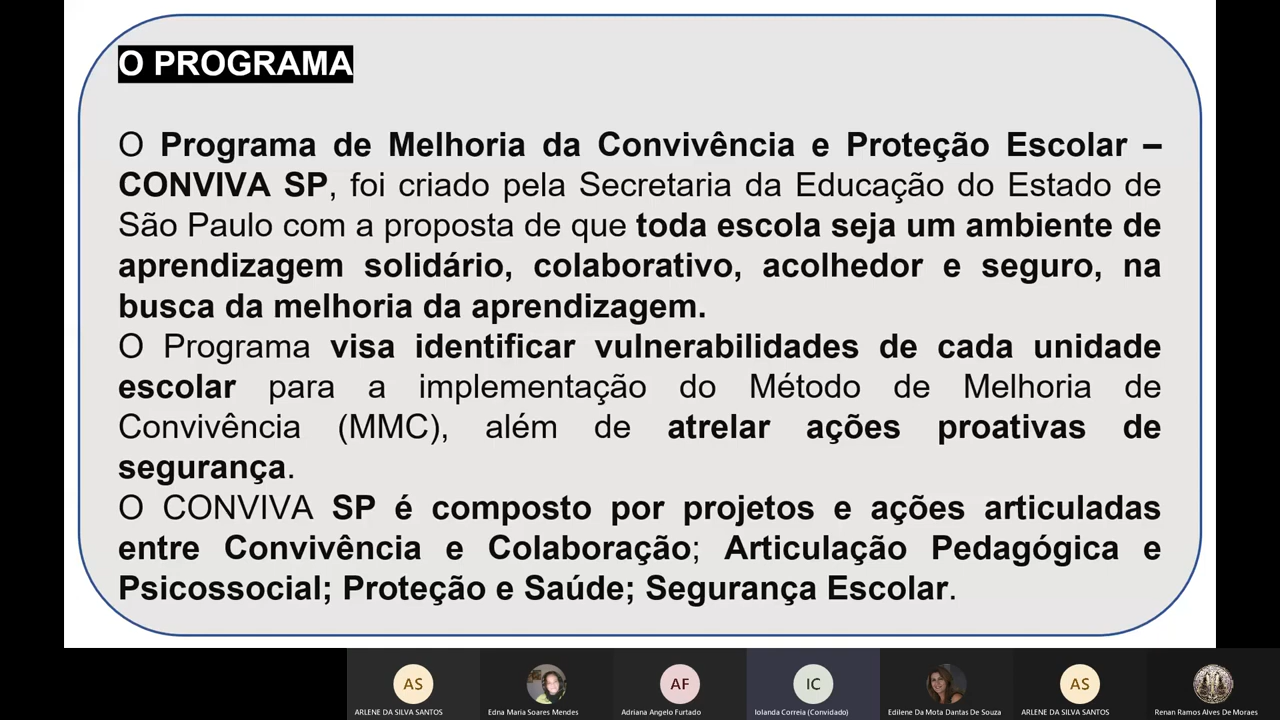 O PROGRAMA
O Programa de Melhoria da Convivência e Proteção Escolar –
CONVIVA SP, foi criado pela Secretaria da Educação do Estado de
São Paulo com a proposta de que toda escola seja um ambiente de
aprendizagem solidário, colaborativo, acolhedor e seguro, na
busca da melhoria da aprendizagem.
O Programa visa identificar vulnerabilidades de cada unidade
escolar para a implementação do Método de Melhoria de
Convivência (MMC), além de atrelar ações proativas de
segurança.
O CONVIVA SP é composto por projetos e ações articuladas
entre Convivência e Colaboração; Articulação Pedagógica e
Psicossocial; Proteção e Saúde; Segurança Escolar.
AS AF IC AS
ARLENE DA SILVA SANTOS Edna Maria Soares Mendes Adriana Angelo Furtado Iolanda Correia (Convidado) Edilene Da Mota Dantas De Souza ARLENE DA SILVA SANTOS Renan Ramos Alves De Moraes